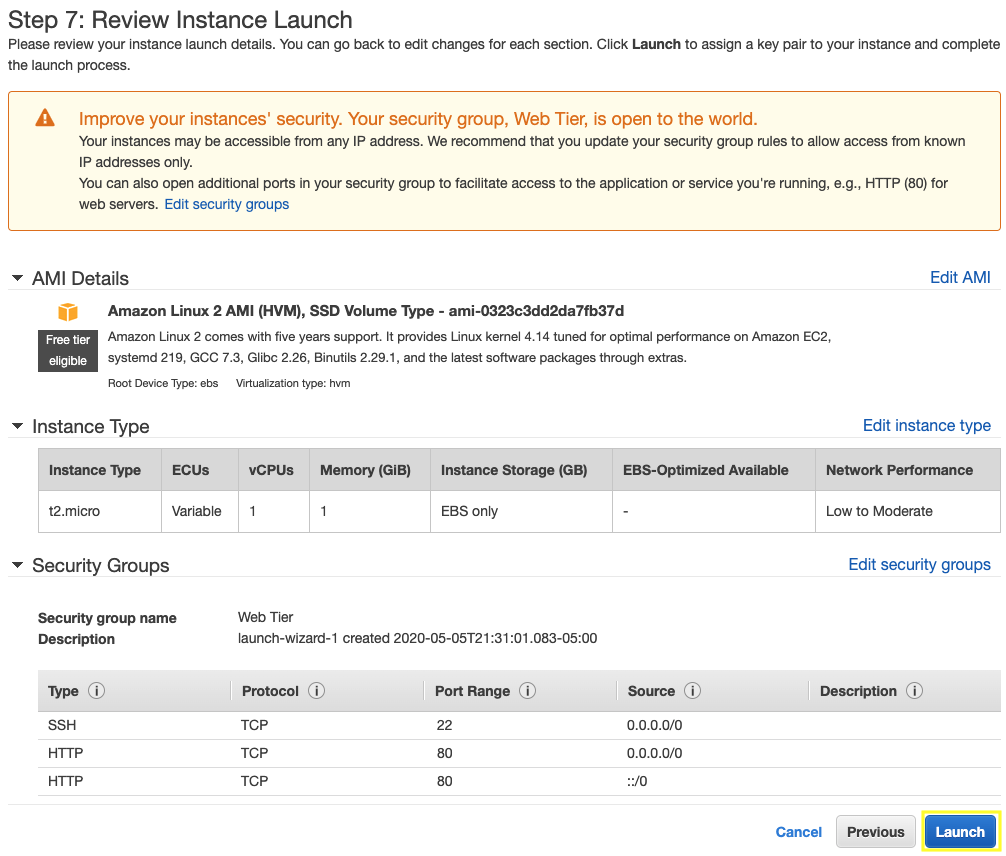 Step 7: Review Instance Launch
Please review your instance launch details. You can go back to edit changes for each section. Click Launch to assign a key pair to your instance and complete
the launch process.
Improve your instances' security. Your security group, Web Tier, is open to the world.
Your instances may be accessible from any IP address. We recommend that you update your security group rules to allow access from known
IP addresses only.
You can also open additional ports in your security group to facilitate access to the application or service you're running, e.g., HTTP (80) for
web servers. Edit security groups
AMI Details Edit AMI
Amazon Linux 2 AMI (HVM), SSD Volume Type - ami-0323c3dd2da7fb37d
Free tier
eligible
Amazon Linux 2 comes with five years support. It provides Linux kernel 4.14 tuned for optimal performance on Amazon EC2,
systemd 219, GCC 7.3, Glibc 2.26, Binutils 2.29.1, and the latest software packages through extras.
Root Device Type: ebs Virtualization type: hvm
Instance Type Edit instance type
Instance Type ECUs vCPUs Memory (GiB) Instance Storage (GB) EBS-Optimized Available Network Performance
t2.micro Variable 1 1 EBS only - Low to Moderate
Security Groups Edit security groups
Security group name Web Tier
Description launch-wizard-1 created 2020-05-05T21:31:01.083-05:00
Type i Protocol i Port Range i Source i Description i
SSH TCP 22 0.0.0.0/0
HTTP TCP 80 0.0.0.0/0
HTTP TCP 80 ::/0
Cancel Previous Launch